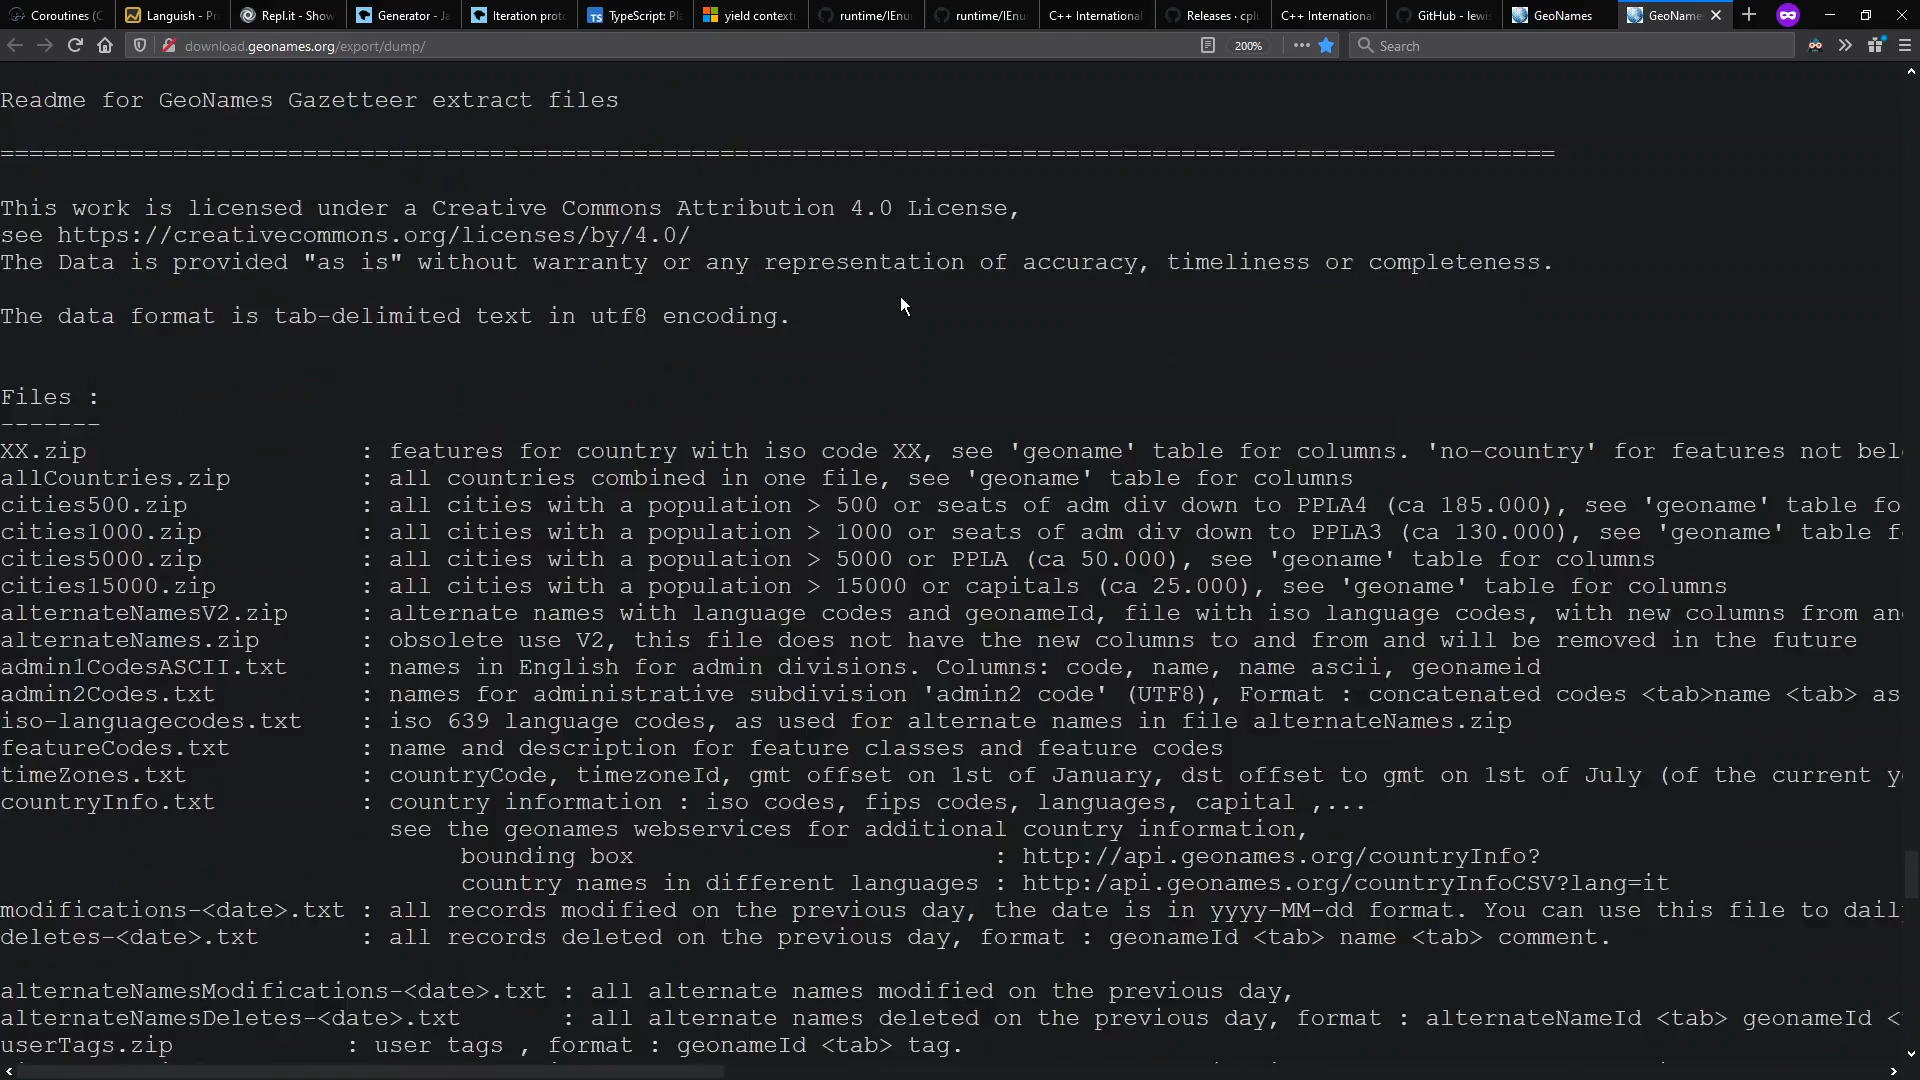 Coroutines (C
Languish - Pr
Repl.it - Show
Generator - Ja
Iteration prot
TypeScript: Pl
yield context
runtime/IEnu
runtime/IEnu
C++ Internationa
Releases · cplu
C++ Internationa
GitHub - lewis
GeoNames
GeoNames
download.geonames.org/export/dump/
200%
Search
Readme for GeoNames Gazetteer extract files
============================================================================================================
This work is licensed under a Creative Commons Attribution 4.0 License,
see https://creativecommons.org/licenses/by/4.0/
The Data is provided "as is" without warranty or any representation of accuracy, timeliness or completeness.
The data format is tab-delimited text in utf8 encoding.
Files :
-------
XX.zip : features for country with iso code XX, see 'geoname' table for columns. 'no-country' for features not bel
allCountries.zip : all countries combined in one file, see 'geoname' table for columns
cities500.zip : all cities with a population > 500 or seats of adm div down to PPLA4 (ca 185.000), see 'geoname' table fo
cities1000.zip : all cities with a population > 1000 or seats of adm div down to PPLA3 (ca 130.000), see 'geoname' table f
cities5000.zip : all cities with a population > 5000 or PPLA (ca 50.000), see 'geoname' table for columns
cities15000.zip : all cities with a population > 15000 or capitals (ca 25.000), see 'geoname' table for columns
alternateNamesV2.zip : alternate names with language codes and geonameId, file with iso language codes, with new columns from an
alternateNames.zip : obsolete use V2, this file does not have the new columns to and from and will be removed in the future
admin1CodesASCII.txt : names in English for admin divisions. Columns: code, name, name ascii, geonameid
admin2Codes.txt : names for administrative subdivision 'admin2 code' (UTF8), Format : concatenated codes <tab>name <tab> as
iso-languagecodes.txt : iso 639 language codes, as used for alternate names in file alternateNames.zip
featureCodes.txt : name and description for feature classes and feature codes
timeZones.txt : countryCode, timezoneId, gmt offset on 1st of January, dst offset to gmt on 1st of July (of the current y
countryInfo.txt : country information : iso codes, fips codes, languages, capital ,...
see the geonames webservices for additional country information,
bounding box : http://api.geonames.org/countryInfo?
country names in different languages : http:/api.geonames.org/countryInfoCSV?lang=it
modifications-<date>.txt : all records modified on the previous day, the date is in yyyy-MM-dd format. You can use this file to dail
deletes-<date>.txt : all records deleted on the previous day, format : geonameId <tab> name <tab> comment.
alternateNamesModifications-<date>.txt : all alternate names modified on the previous day,
alternateNamesDeletes-<date>.txt : all alternate names deleted on the previous day, format : alternateNameId <tab> geonameId <
userTags.zip : user tags , format : geonameId <tab> tag.